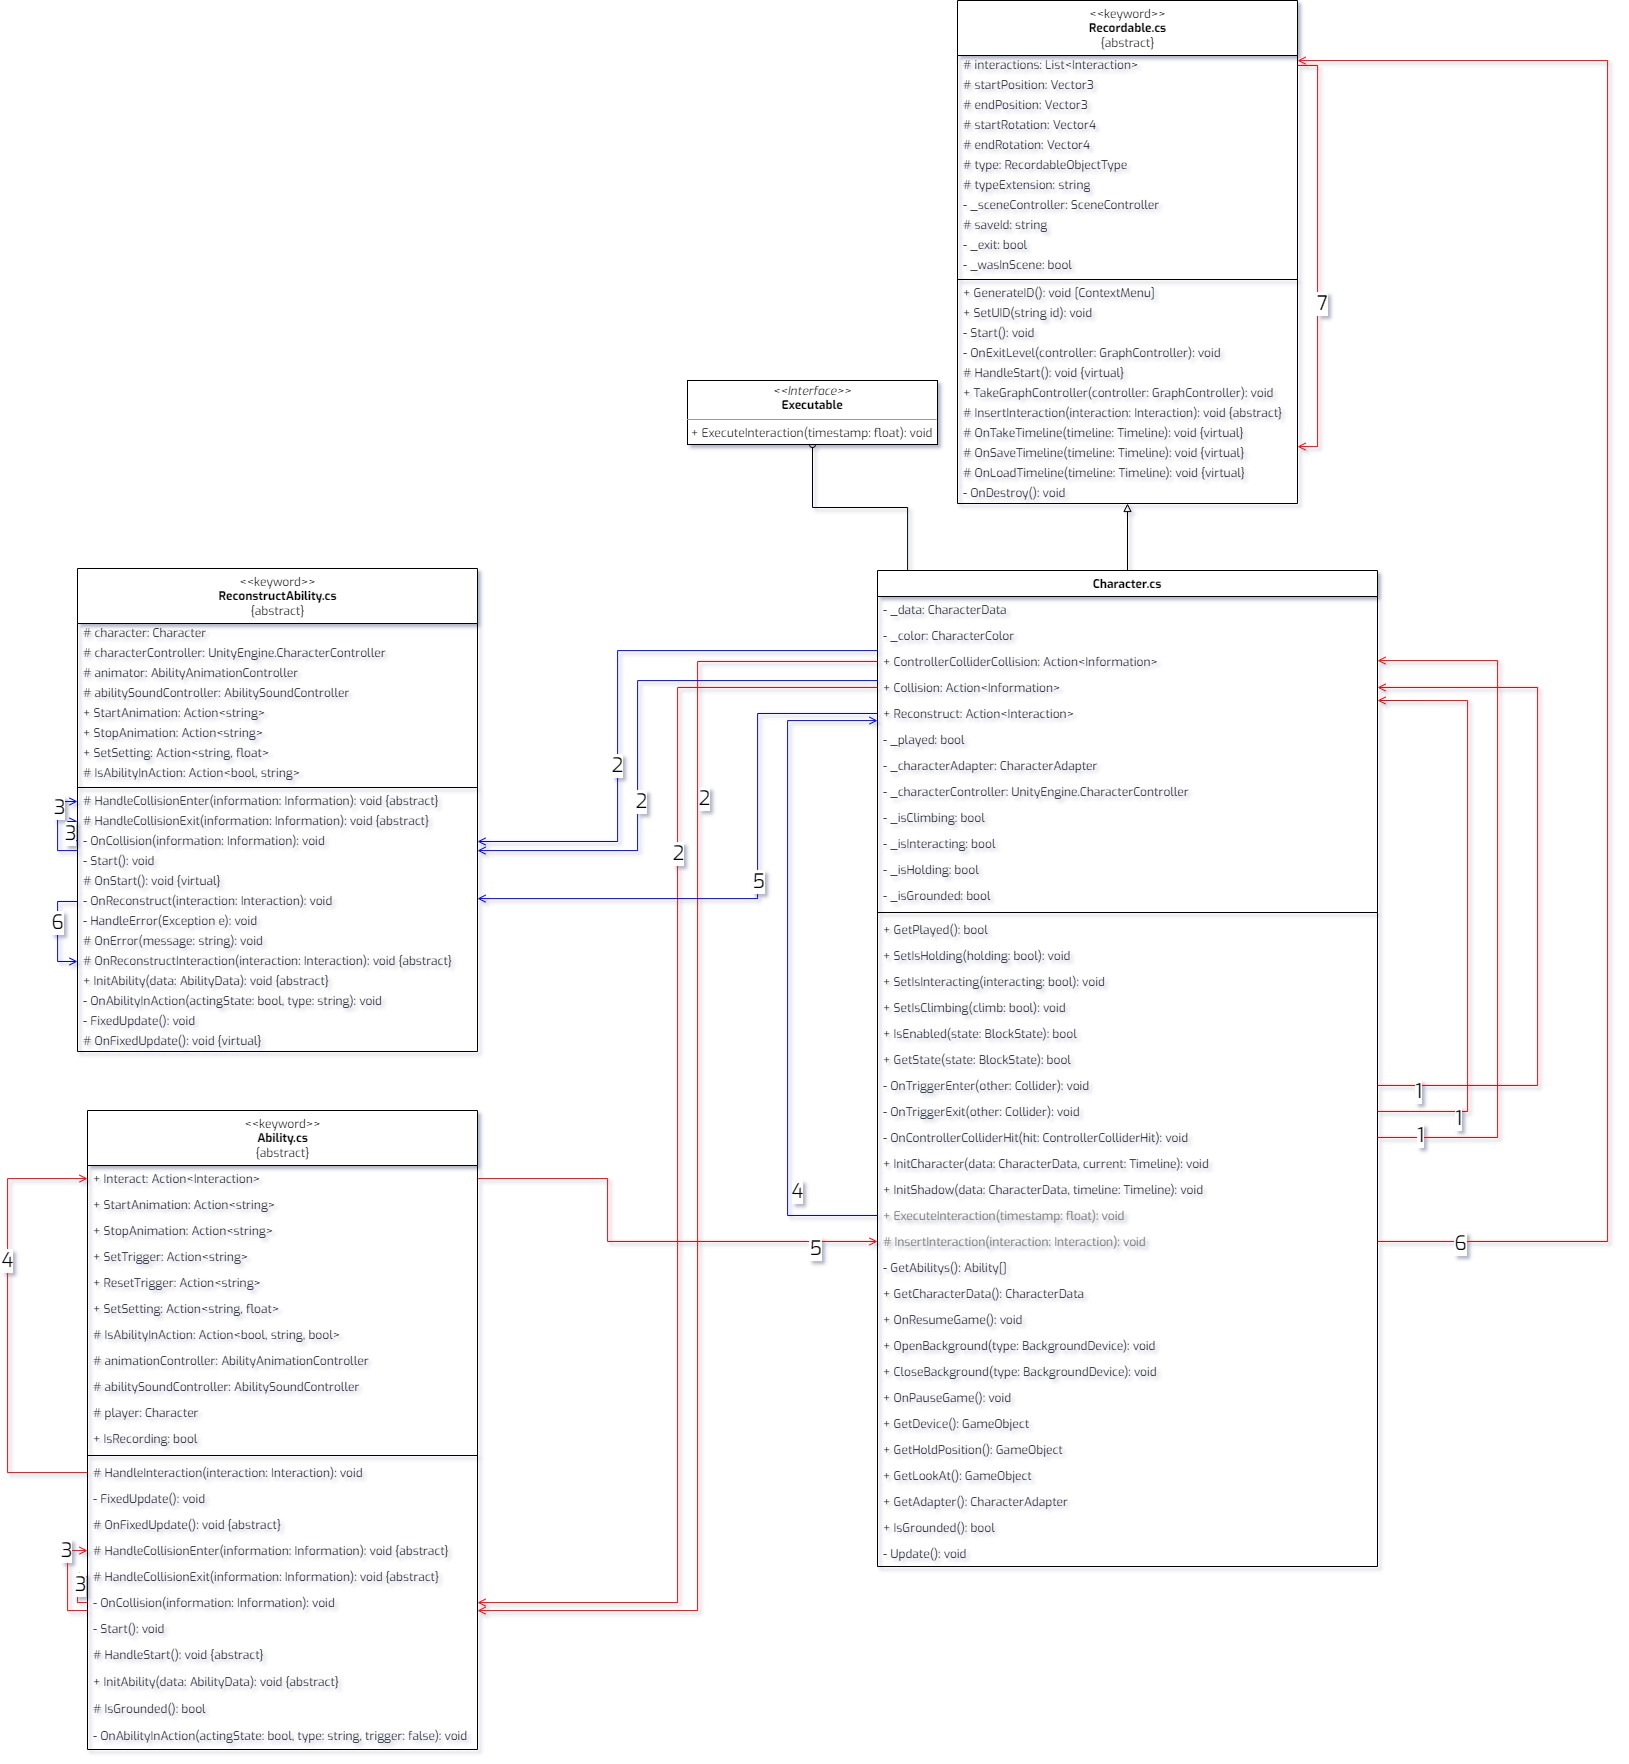 <<keyword>>
Recordable.cs
{abstract}
# interactions: List<Interaction>
# startPosition: Vector3
# endPosition: Vector3
# startRotation: Vector4
# endRotation: Vector4
# type: RecordableObjectType
# typeExtension: string
- _sceneController: SceneController
# saveId: string
- _exit: bool
- _wasInScene: bool
+ GenerateID(): void [ContextMenu]
+ SetUID(string id): void
- Start(): void
- OnExitLevel(controller: GraphController): void
# HandleStart(): void {virtual}
+ TakeGraphController(controller: GraphController): void
# InsertInteraction(interaction: Interaction): void {abstract}
# OnTakeTimeline(timeline: Timeline): void {virtual}
# OnSaveTimeline(timeline: Timeline): void {virtual}
# OnLoadTimeline(timeline: Timeline): void {virtual}
- OnDestroy(): void
7
<<Interface>>
Executable
+ ExecuteInteraction(timestamp: float): void
<<keyword>>
ReconstructAbility.cs
{abstract}
# character: Character
# characterController: UnityEngine.CharacterController
# animator: AbilityAnimationController
# abilitySoundController: AbilitySoundController
+ StartAnimation: Action<string>
+ StopAnimation: Action<string>
+ SetSetting: Action<string, float>
# IsAbilityInAction: Action<bool, string>
# HandleCollisionEnter(information: Information): void {abstract}
# HandleCollisionExit(information: Information): void {abstract}
- OnCollision(information: Information): void
- Start(): void
# OnStart(): void {virtual}
- OnReconstruct(interaction: Interaction): void
- HandleError(Exception e): void
# OnError(message: string): void
# OnReconstructInteraction(interaction: Interaction): void {abstract}
+ InitAbility(data: AbilityData): void {abstract}
- OnAbilityInAction(actingState: bool, type: string): void
- FixedUpdate(): void
# OnFixedUpdate(): void {virtual}
3
3
6
2
2
2
2
5
4
5
Character.cs
- _data: CharacterData
- _color: CharacterColor
+ ControllerColliderCollision: Action<Information>
+ Collision: Action<Information>
+ Reconstruct: Action<Interaction>
- _played: bool
- _characterAdapter: CharacterAdapter
- _characterController: UnityEngine.CharacterController
- _isClimbing: bool
- _isInteracting: bool
- _isHolding: bool
- _isGrounded: bool
+ GetPlayed(): bool
+ SetIsHolding(holding: bool): void
+ SetIsInteracting(interacting: bool): void
+ SetIsClimbing(climb: bool): void
+ IsEnabled(state: BlockState): bool
+ GetState(state: BlockState): bool
- OnTriggerEnter(other: Collider): void
- OnTriggerExit(other: Collider): void
- OnControllerColliderHit(hit: ControllerColliderHit): void
+ InitCharacter(data: CharacterData, current: Timeline): void
+ InitShadow(data: CharacterData, timeline: Timeline): void
+ ExecuteInteraction(timestamp: float): void
# InsertInteraction(interaction: Interaction): void
- GetAbilitys(): Ability[]
+ GetCharacterData(): CharacterData
+ OnResumeGame(): void
+ OpenBackground(type: BackgroundDevice): void
+ CloseBackground(type: BackgroundDevice): void
+ OnPauseGame(): void
+ GetDevice(): GameObject
+ GetHoldPosition(): GameObject
+ GetLookAt(): GameObject
+ GetAdapter(): CharacterAdapter
+ IsGrounded(): bool
- Update(): void
1
1
1
6
<<keyword>>
Ability.cs
{abstract}
+ Interact: Action<Interaction>
+ StartAnimation: Action<string>
+ StopAnimation: Action<string>
+ SetTrigger: Action<string>
+ ResetTrigger: Action<string>
+ SetSetting: Action<string, float>
# IsAbilityInAction: Action<bool, string, bool>
# animationController: AbilityAnimationController
# abilitySoundController: AbilitySoundController
# player: Character
+ IsRecording: bool
# HandleInteraction(interaction: Interaction): void
- FixedUpdate(): void
# OnFixedUpdate(): void {abstract}
# HandleCollisionEnter(information: Information): void {abstract}
# HandleCollisionExit(information: Information): void {abstract}
- OnCollision(information: Information): void
- Start(): void
# HandleStart(): void {abstract}
+ InitAbility(data: AbilityData): void {abstract}
# IsGrounded(): bool
- OnAbilityInAction(actingState: bool, type: string, trigger: false): void
4
3
3